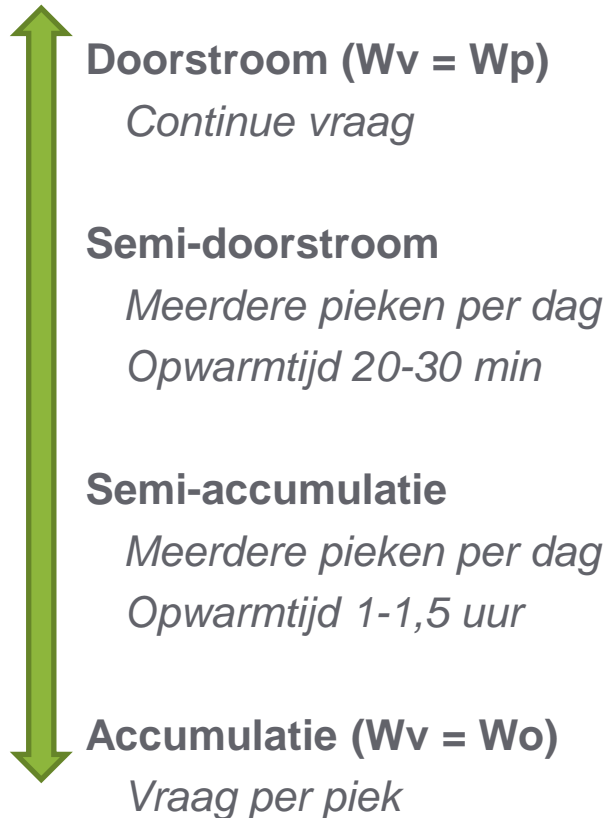 Doorstroom (Wv = Wp)
Continue vraag
Semi-doorstroom
Meerdere pieken per dag
Opwarmtijd 20-30 min
Semi-accumulatie
Meerdere pieken per dag
Opwarmtijd 1-1,5 uur
Accumulatie (Wv = Wo)
Vraag per piek